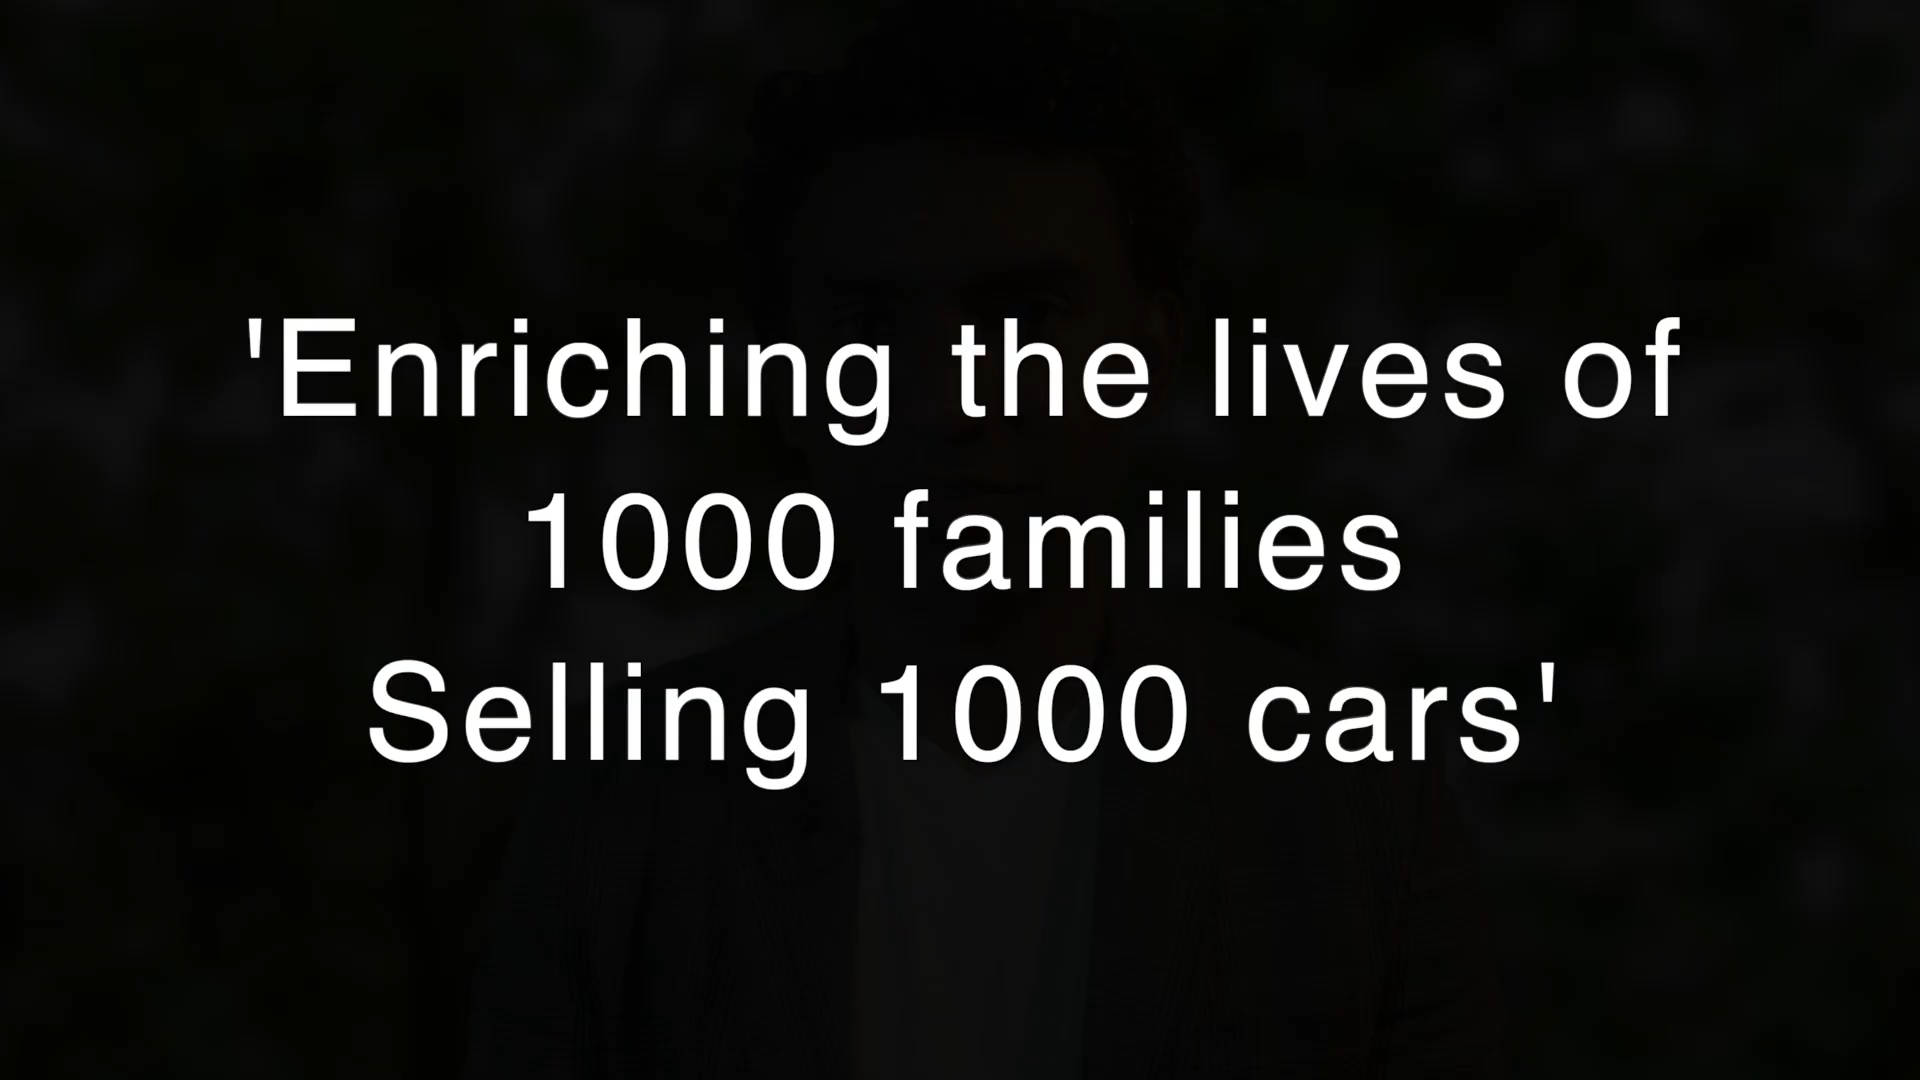 'Enriching the lives of
1000 families
Selling 1000 cars'